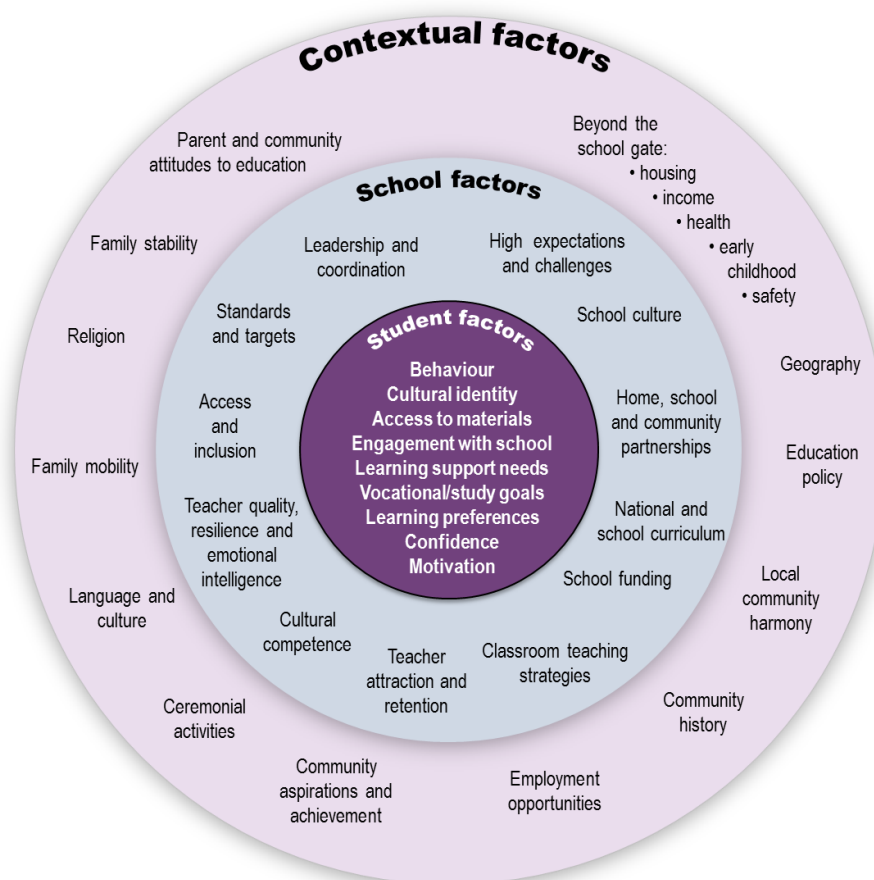 Contextual factors
Parent and community
attitudes to education
Family stability
Religion
Family mobility
Language and
culture
Ceremonial
activities
Community
aspirations and
achievement
Employment
opportunities
Community
history
Local
community
harmony
Education
policy
Geography
Beyond the
school gate:
• housing
• income
• health
• early
childhood
• safety
School factors
Leadership and
coordination
High expectations
and challenges
Standards
and targets
School culture
Access
and
inclusion
Home, school
and community
partnerships
Teacher quality,
resilience and
emotional
intelligence
National and
school curriculum
School funding
Cultural
competence
Teacher
attraction and
retention
Classroom teaching
strategies
Student factors
Behaviour
Cultural identity
Access to materials
Engagement with school
Learning support needs
Vocational/study goals
Learning preferences
Confidence
Motivation